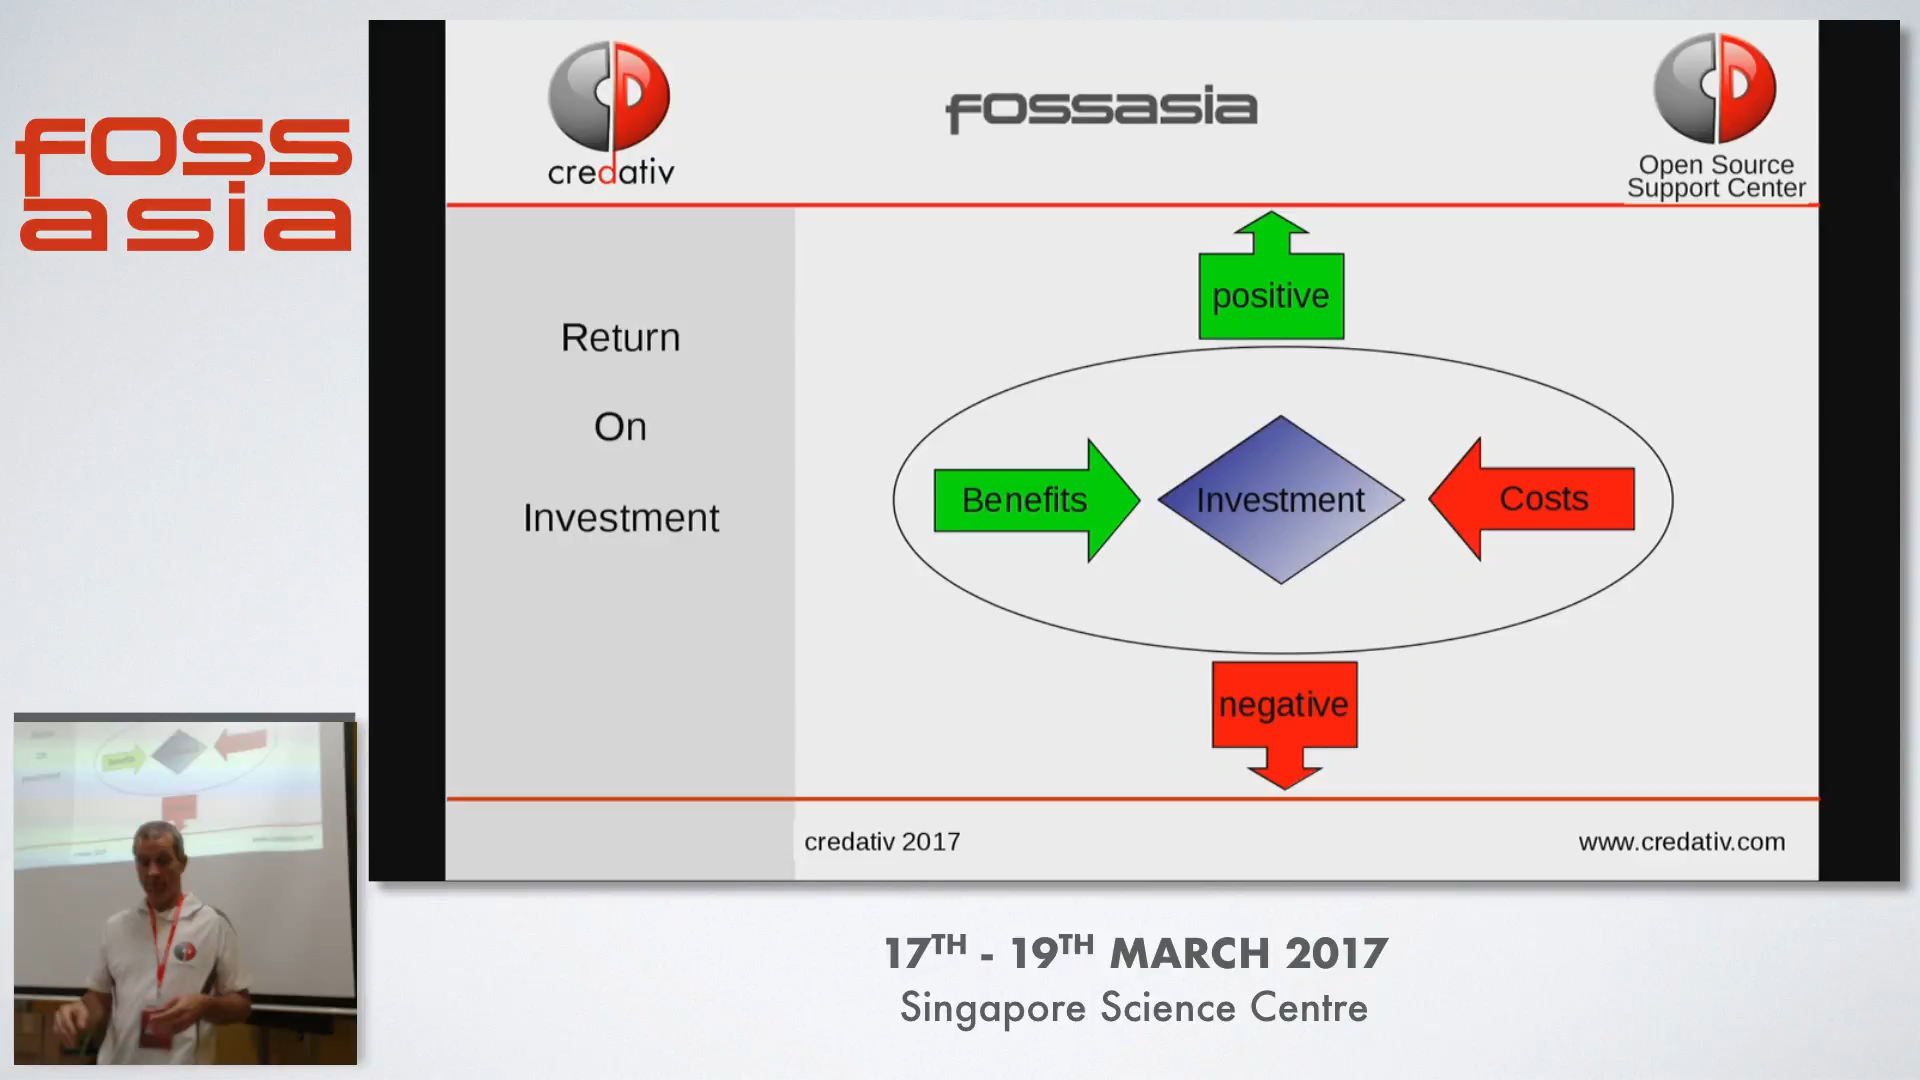 foss
asia
credativ
fossasia
Open Source
Support Center
Return
On
Investment
positive
Benefits
Investment
Costs
negative
credativ 2017
www.credativ.com
17TH - 19TH MARCH 2017
Singapore Science Centre